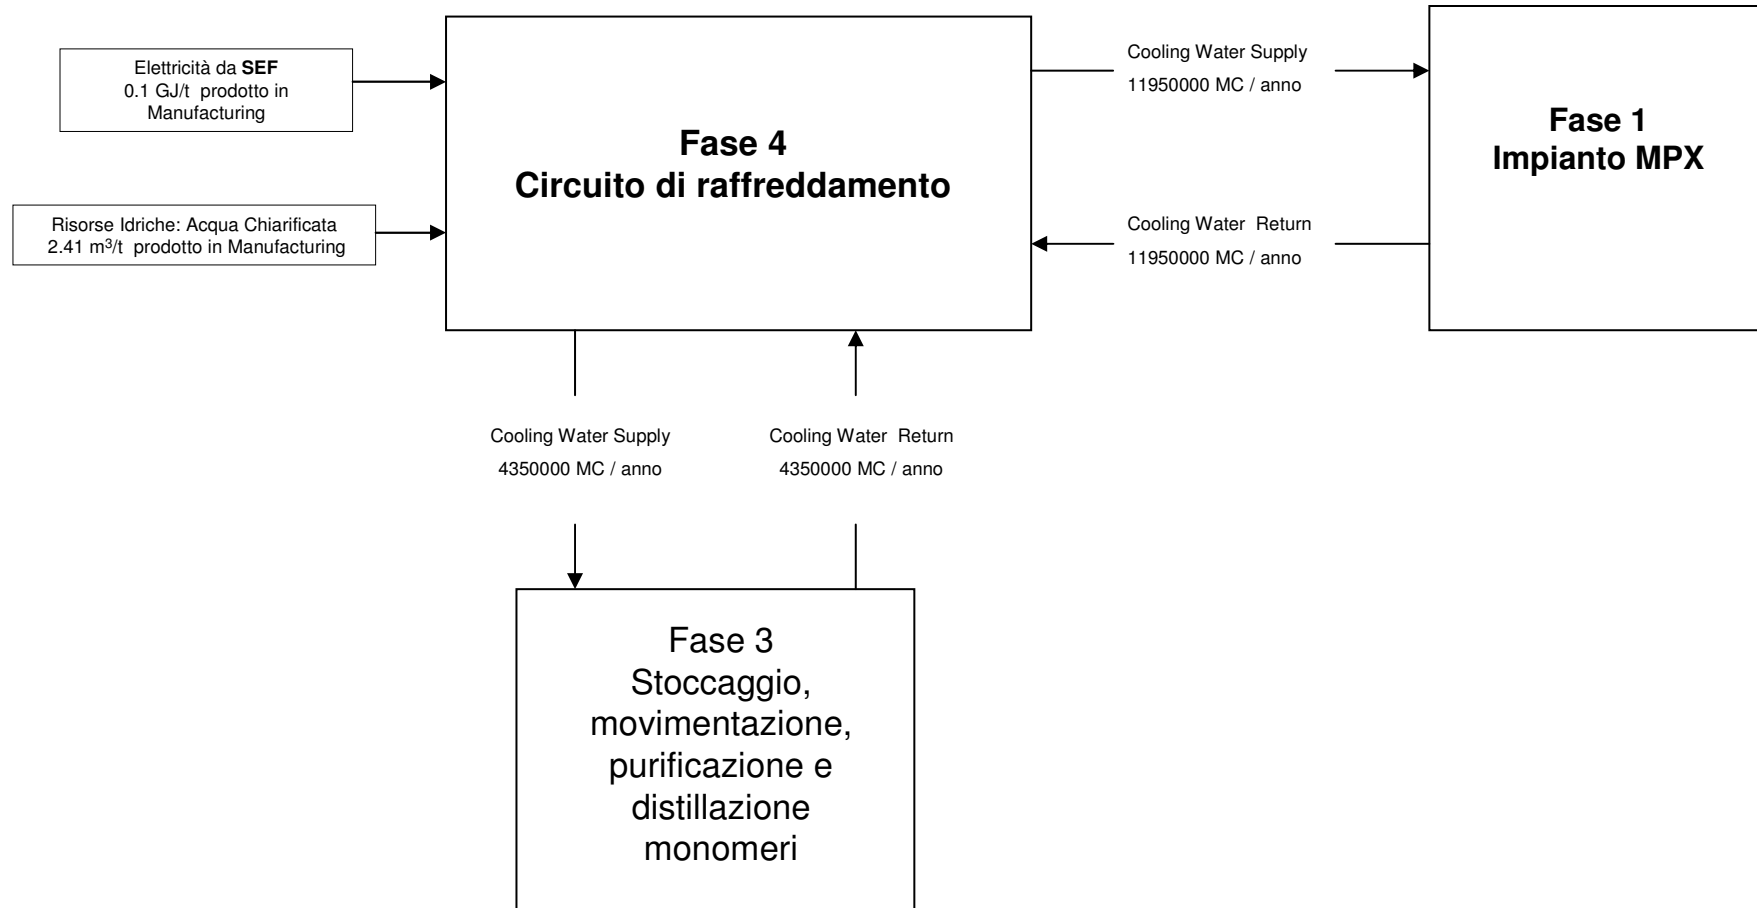 Elettricità da SEF
0.1 GJ/t prodotto in
Manufacturing
Risorse Idriche: Acqua Chiarificata
2.41 m³/t prodotto in Manufacturing
Fase 4
Circuito di raffreddamento
Cooling Water Supply
11950000 MC / anno
Cooling Water Return
11950000 MC / anno
Fase 1
Impianto MPX
Cooling Water Supply
4350000 MC / anno
Cooling Water Return
4350000 MC / anno
Fase 3
Stoccaggio,
movimentazione,
purificazione e
distillazione
monomeri